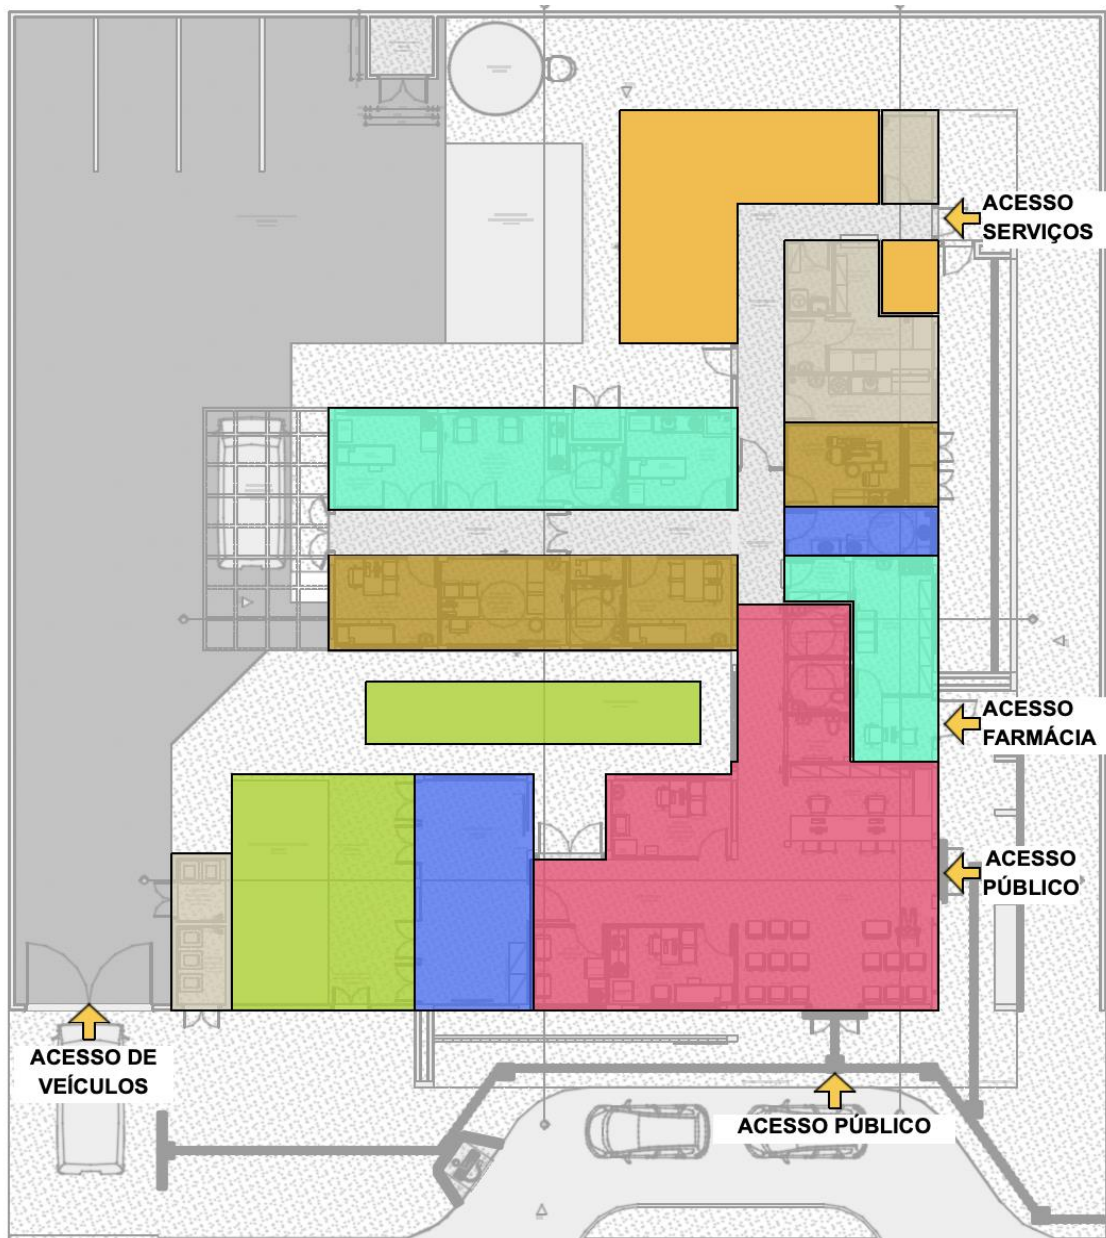 ACESSO
SERVIÇOS
ACESSO
FARMÁCIA
ACESSO
PÚBLICO
ACESSO DE
VEÍCULOS
ACESSO PÚBLICO